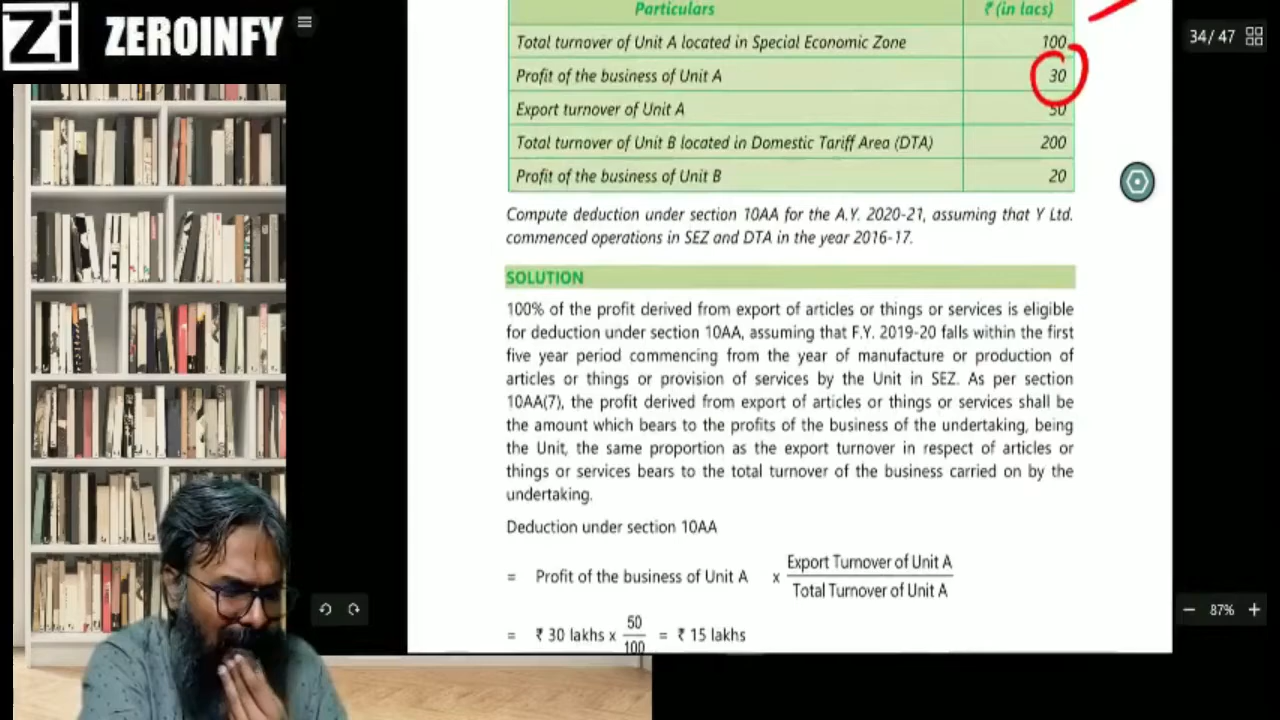 Zi ZEROINFY
34/ 47
Particulars ₹ (in lacs)
Total turnover of Unit A located in Special Economic Zone 100
Profit of the business of Unit A 30
Export turnover of Unit A 50
Total turnover of Unit B located in Domestic Tariff Area (DTA) 200
Profit of the business of Unit B 20
Compute deduction under section 10AA for the A.Y. 2020-21, assuming that Y Ltd.
commenced operations in SEZ and DTA in the year 2016-17.
SOLUTION
100% of the profit derived from export of articles or things or services is eligible
for deduction under section 10AA, assuming that F.Y. 2019-20 falls within the first
five year period commencing from the year of manufacture or production of
articles or things or provision of services by the Unit in SEZ. As per section
10AA(7), the profit derived from export of articles or things or services shall be
the amount which bears to the profits of the business of the undertaking, being
the Unit, the same proportion as the export turnover in respect of articles or
things or services bears to the total turnover of the business carried on by the
undertaking.
Deduction under section 10AA
= Profit of the business of Unit A x Export Turnover of Unit A
Total Turnover of Unit A
= ₹ 30 lakhs x 50 = ₹ 15 lakhs
100
87%